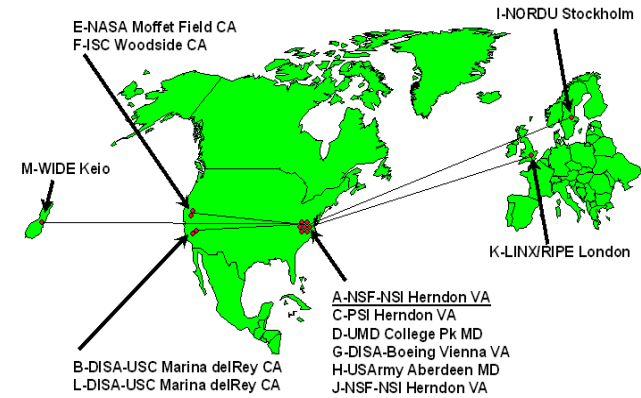 E-NASA Moffet Field CA
F-ISC Woodside CA
I-NORDU Stockholm
M-WIDE Keio
K-LINX/RIPE London
A-NSF-NSI Herndon VA
C-PSI Herndon VA
D-UMD College Pk MD
G-DISA-Boeing Vienna VA
H-USArmy Aberdeen MD
J-NSF-NSI Herndon VA
B-DISA-USC Marina delRey CA
L-DISA-USC Marina delRey CA